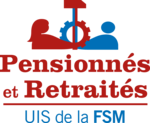 Pensionnés
et Retraités
UIS de la FSM